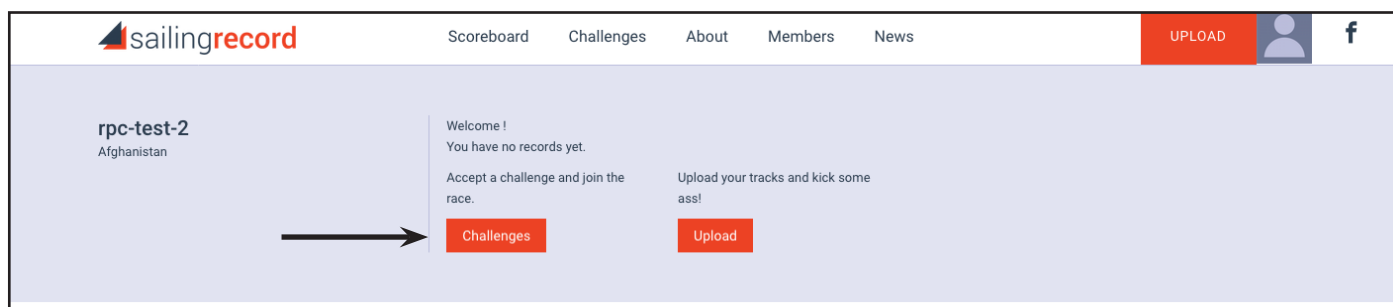 sailingrecord
Scoreboard Challenges About Members News
UPLOAD
f
rpc-test-2
Afghanistan
Welcome !
You have no records yet.
Accept a challenge and join the
race.
Challenges
Upload your tracks and kick some
ass!
Upload